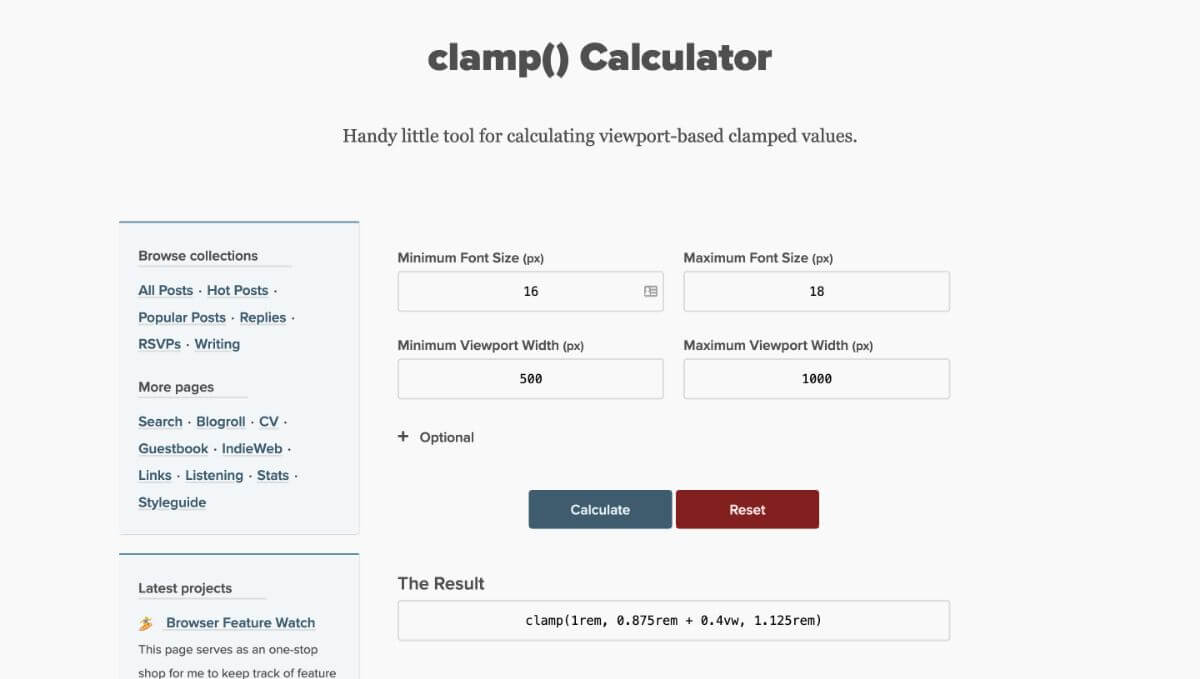 clamp() Calculator
Handy little tool for calculating viewport-based clamped values.
Browse collections
All Posts · Hot Posts ·
Popular Posts · Replies ·
RSVPs · Writing
More pages
Search · Blogroll · CV ·
Guestbook · IndieWeb ·
Links · Listening · Stats ·
Styleguide
Latest projects
Browser Feature Watch
This page serves as an one-stop
shop for me to keep track of feature
Minimum Font Size (px)
16
Maximum Font Size (px)
18
Minimum Viewport Width (px)
500
Maximum Viewport Width (px)
1000
+ Optional
Calculate
Reset
The Result
clamp(1rem, 0.875rem + 0.4vw, 1.125rem)